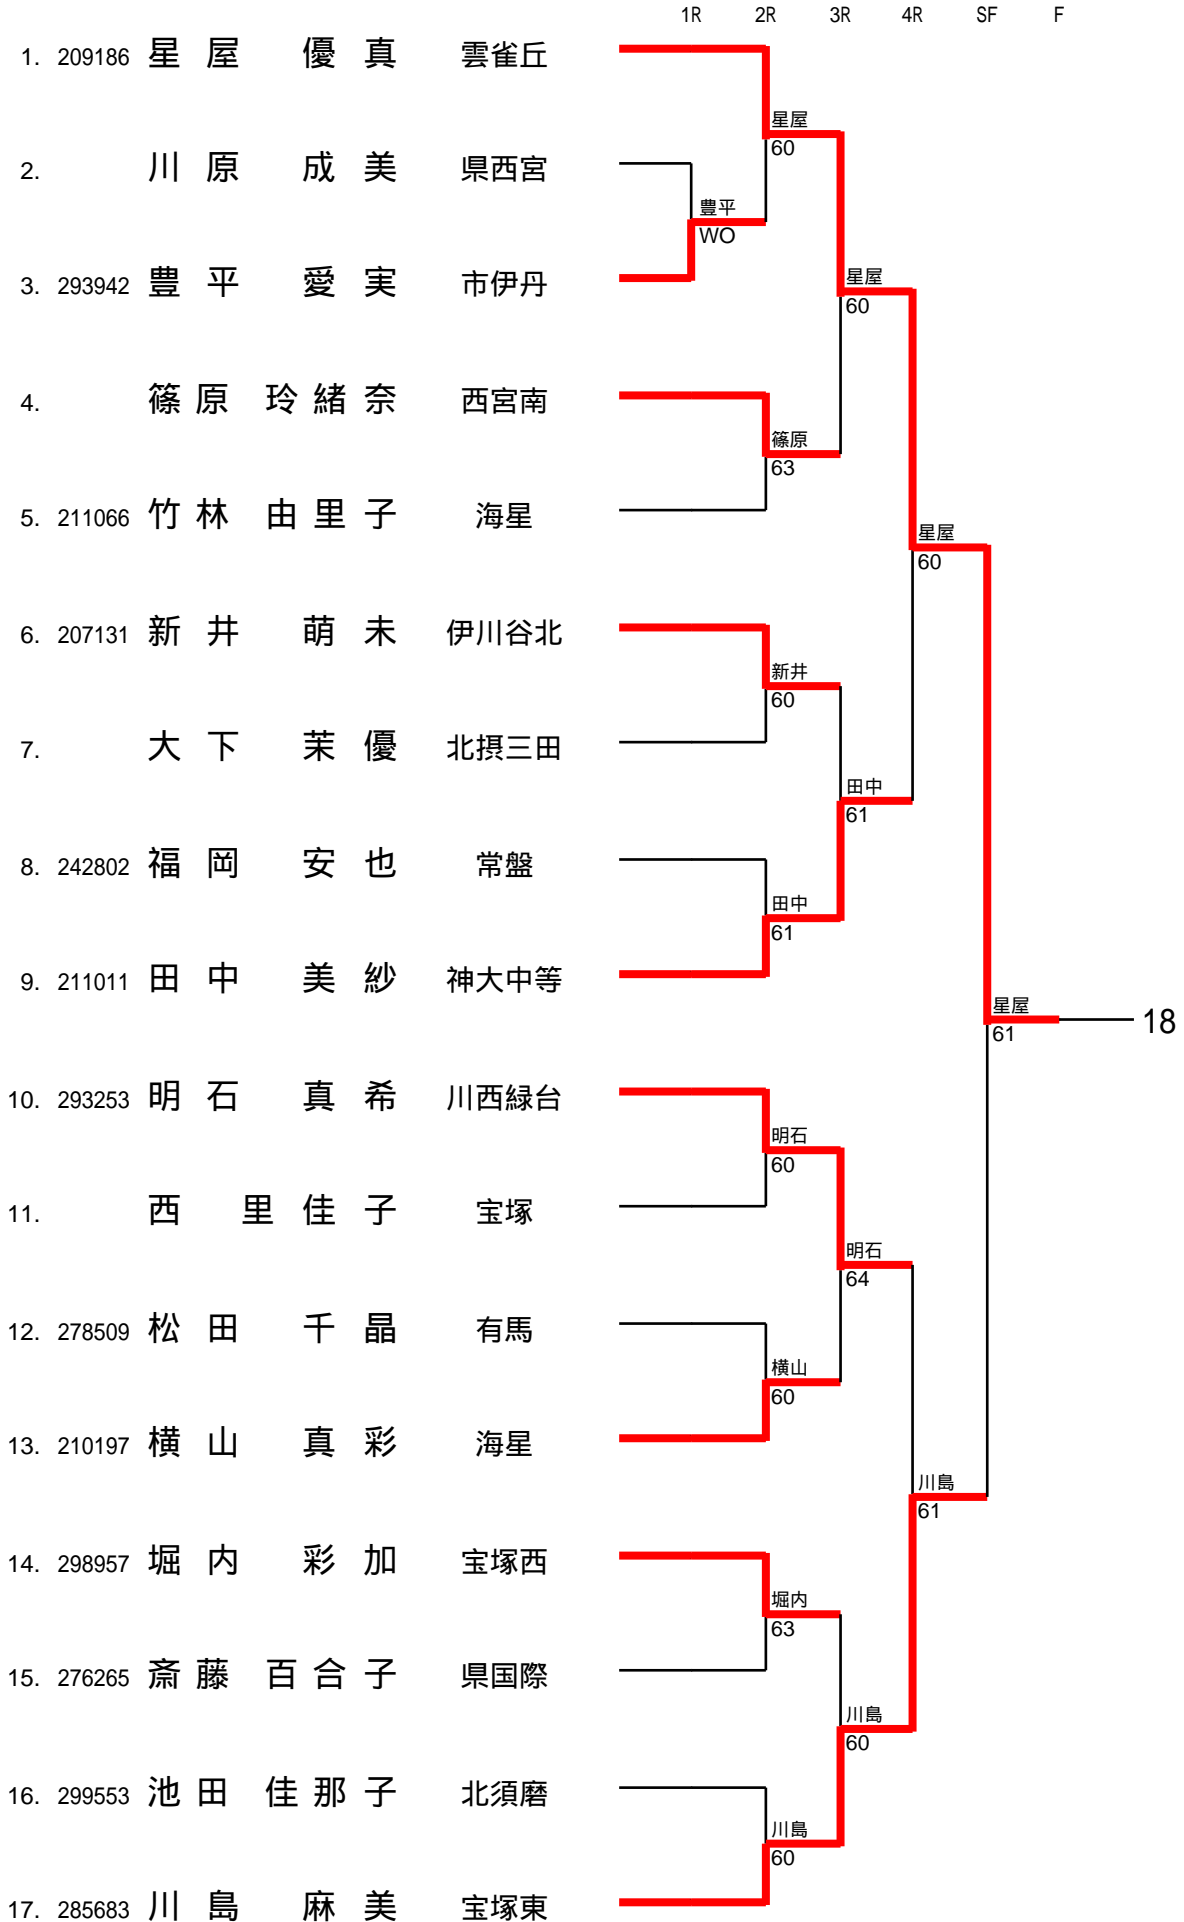 1R 2R 3R 4R SF F
1. 209186 星屋 優真 雲雀丘
星屋
60
2. 川原 成美 県西宮
豊平
WO
3. 293942 豊平 愛実 市伊丹
星屋
60
4. 篠原 玲緒奈 西宮南
篠原
63
5. 211066 竹林 由里子 海星
星屋
60
6. 207131 新井 萌未 伊川谷北
新井
60
7. 大下 茉優 北摂三田
田中
61
8. 242802 福岡 安也 常盤
田中
61
9. 211011 田中 美紗 神大中等
星屋
61
18
10. 293253 明石 真希 川西緑台
明石
60
11. 西 里佳子 宝塚
明石
64
12. 278509 松田 千晶 有馬
横山
60
13. 210197 横山 真彩 海星
川島
61
14. 298957 堀内 彩加 宝塚西
堀内
63
15. 276265 斎藤 百合子 県国際
川島
60
16. 299553 池田 佳那子 北須磨
川島
60
17. 285683 川島 麻美 宝塚東